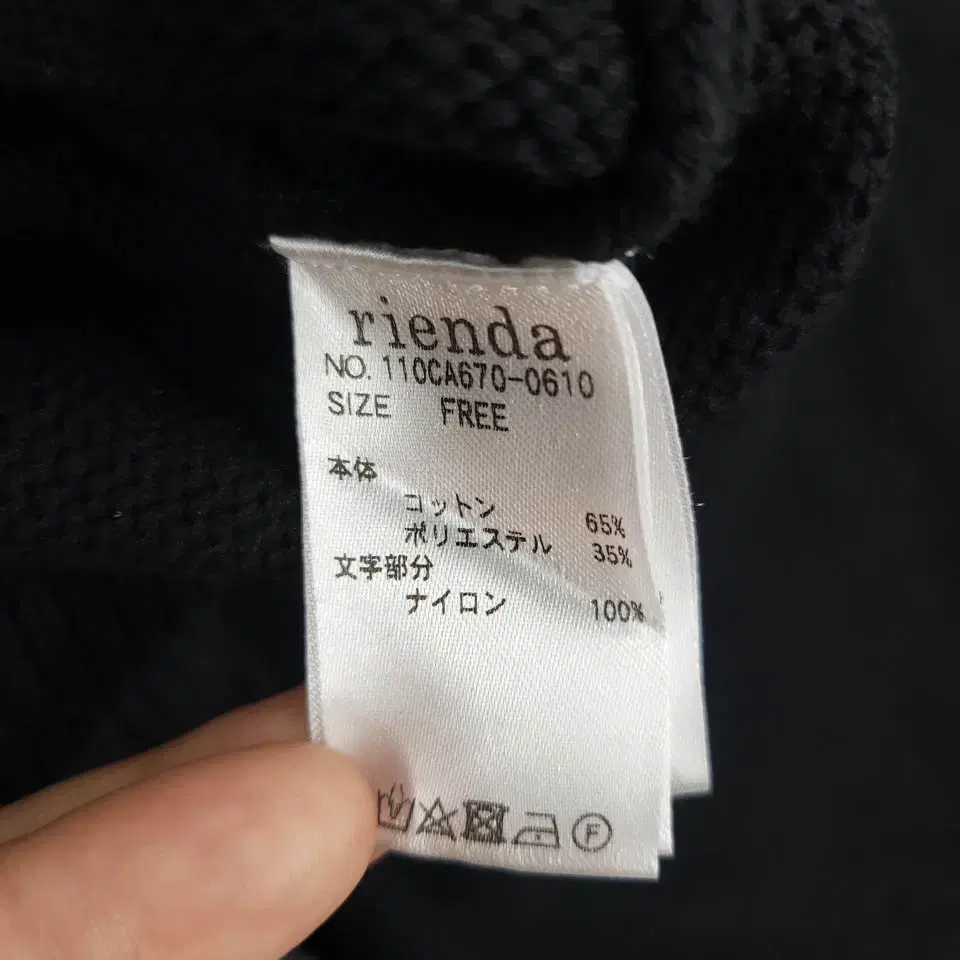 rienda
NO. 110CA670-0610
SIZE FREE
本体
コットン 65%
ポリエステル 35%
文字部分
ナイロン 100%
F